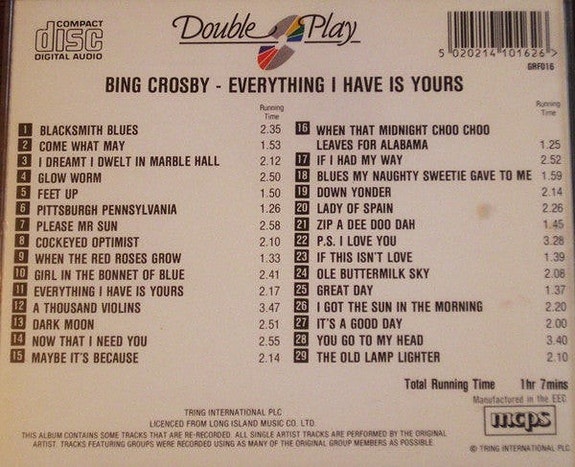 COMPACT
disc
DIGITAL AUDIO
Double Play
5 020214 101626 >
GRF016
BING CROSBY - EVERYTHING I HAVE IS YOURS
Running
Time
1 BLACKSMITH BLUES 2.35
2 COME WHAT MAY 1.53
3 I DREAMT I DWELT IN MARBLE HALL 2.12
4 GLOW WORM 2.50
5 FEET UP 1.50
6 PITTSBURGH PENNSYLVANIA 1.26
7 PLEASE MR SUN 2.58
8 COCKEYED OPTIMIST 2.10
9 WHEN THE RED ROSES GROW 1.33
10 GIRL IN THE BONNET OF BLUE 2.41
11 EVERYTHING I HAVE IS YOURS 2.17
12 A THOUSAND VIOLINS 3.47
13 DARK MOON 2.51
14 NOW THAT I NEED YOU 2.51
15 MAYBE IT'S BECAUSE 2.14
Running
Time
16 WHEN THAT MIDNIGHT CHOO CHOO
LEAVES FOR ALABAMA 1.25
17 IF I HAD MY WAY 2.52
18 BLUES MY NAUGHTY SWEETIE GAVE TO ME 1.59
19 DOWN YONDER 2.14
20 LADY OF SPAIN 2.26
21 ZIP A DEE DOO DAH 1.45
22 P.S. I LOVE YOU 3.28
23 IF THIS ISN'T LOVE 1.39
24 OLE BUTTERMILK SKY 2.08
25 GREAT DAY 1.37
26 I GOT THE SUN IN THE MORNING 2.20
27 IT'S A GOOD DAY 2.00
28 YOU GO TO MY HEAD 3.40
29 THE OLD LAMP LIGHTER 2.10
Total Running Time 1hr 7mins
Manufactured in the EEC
mcps
TRING INTERNATIONAL PLC
LICENCED FROM LONG ISLAND MUSIC CO. LTD.
THIS ALBUM CONTAINS SOME TRACKS THAT ARE RE-RECORDED. ALL SINGLE ARTIST TRACKS ARE PERFORMED BY THE ORIGINAL
ARTIST. TRACKS FEATURING GROUPS WERE RECORDED USING AS MANY OF THE ORIGINAL GROUP MEMBERS AS POSSIBLE.
© TRING INTERNATIONAL PLC